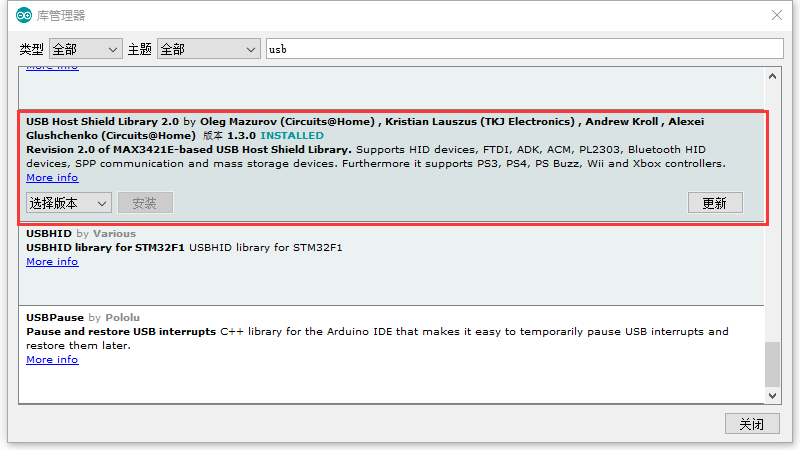 库管理器
类型 全部 主题 全部 usb
More info
USB Host Shield Library 2.0 by Oleg Mazurov (Circuits@Home) , Kristian Lauszus (TKJ Electronics) , Andrew Kroll , Alexei
Glushchenko (Circuits@Home) 版本 1.3.0 INSTALLED
Revision 2.0 of MAX3421E-based USB Host Shield Library. Supports HID devices, FTDI, ADK, ACM, PL2303, Bluetooth HID
devices, SPP communication and mass storage devices. Furthermore it supports PS3, PS4, PS Buzz, Wii and Xbox controllers.
More info
选择版本 安装 更新
USBHID by Various
USBHID library for STM32F1 USBHID library for STM32F1
More info
USBPause by Pololu
Pause and restore USB interrupts C++ library for the Arduino IDE that makes it easy to temporarily pause USB interrupts and
restore them later.
More info
关闭